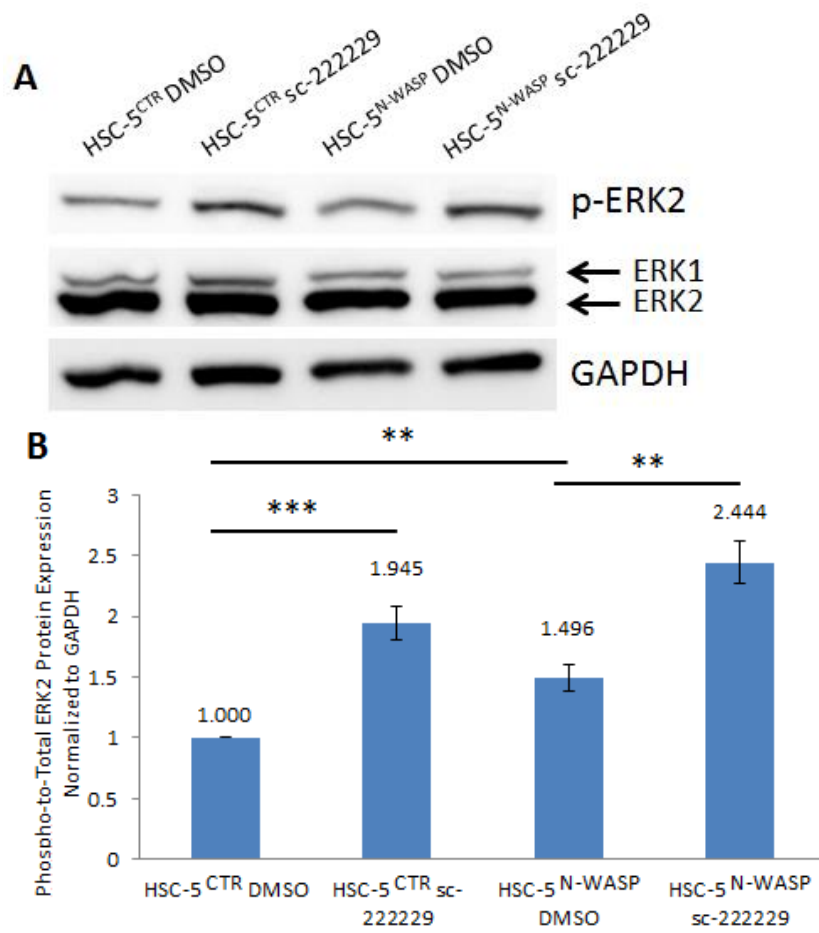 A
HSC-5CTR DMSO
HSC-5CTR sc-222229
HSC-5N-WASP DMSO
HSC-5N-WASP sc-222229
p-ERK2
ERK1
ERK2
GAPDH
B
**
**
***
Phospho-to-Total ERK2 Protein Expression
Normalized to GAPDH
3
2.5
2
1.5
1
0.5
0
1.000
1.945
1.496
2.444
HSC-5 CTR DMSO
HSC-5 CTR sc-
222229
HSC-5 N-WASP
DMSO
HSC-5 N-WASP
sc-222229